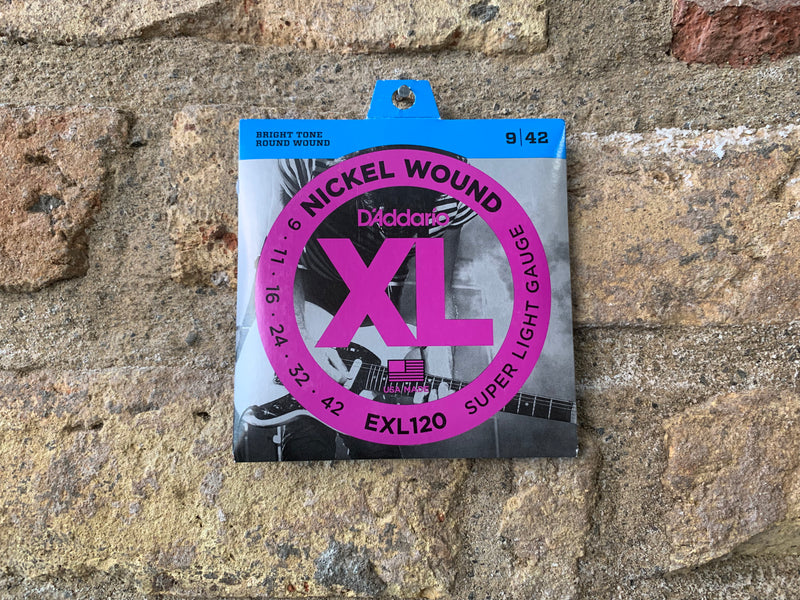 BRIGHT TONE
ROUND WOUND
9|42
NICKEL WOUND
D'Addario
XL
USA MADE
9 · 11 · 16 · 24 · 32 · 42
EXL120
SUPER LIGHT GAUGE